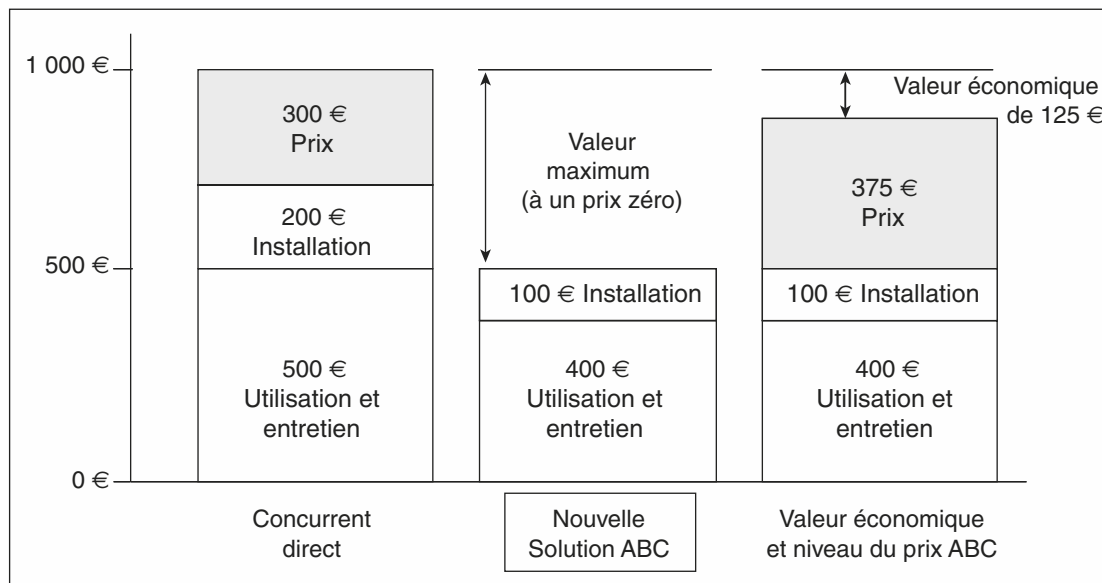 1 000 €
500 €
0 €
300 €
Prix
200 €
Installation
500 €
Utilisation et
entretien
Concurrent
direct
Valeur
maximum
(à un prix zéro)
100 € Installation
400 €
Utilisation et
entretien
Nouvelle
Solution ABC
Valeur économique
de 125 €
375 €
Prix
100 € Installation
400 €
Utilisation et
entretien
Valeur économique
et niveau du prix ABC